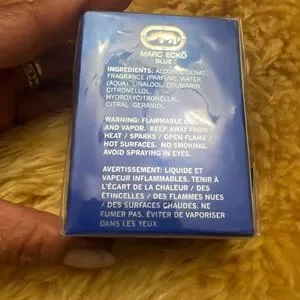 MARC ECKŌ
BLUE
INGREDIENTS: ALCOHOL DENAT.,
FRAGRANCE (PARFUM), WATER
(AQUA), LINALOOL, COUMARIN,
CITRONELLOL,
HYDROXYCITRONELLAL,
CITRAL, GERANIOL
WARNING: FLAMMABLE LIQUID
AND VAPOR. KEEP AWAY FROM
HEAT / SPARKS / OPEN FLAME /
HOT SURFACES. NO SMOKING.
AVOID SPRAYING IN EYES.
AVERTISSEMENT: LIQUIDE ET
VAPEUR INFLAMMABLES. TENIR À
L'ÉCART DE LA CHALEUR / DES
ÉTINCELLES / DES FLAMMES NUES
/ DES SURFACES CHAUDES. NE
FUMER PAS. ÉVITER DE VAPORISER
DANS LES YEUX